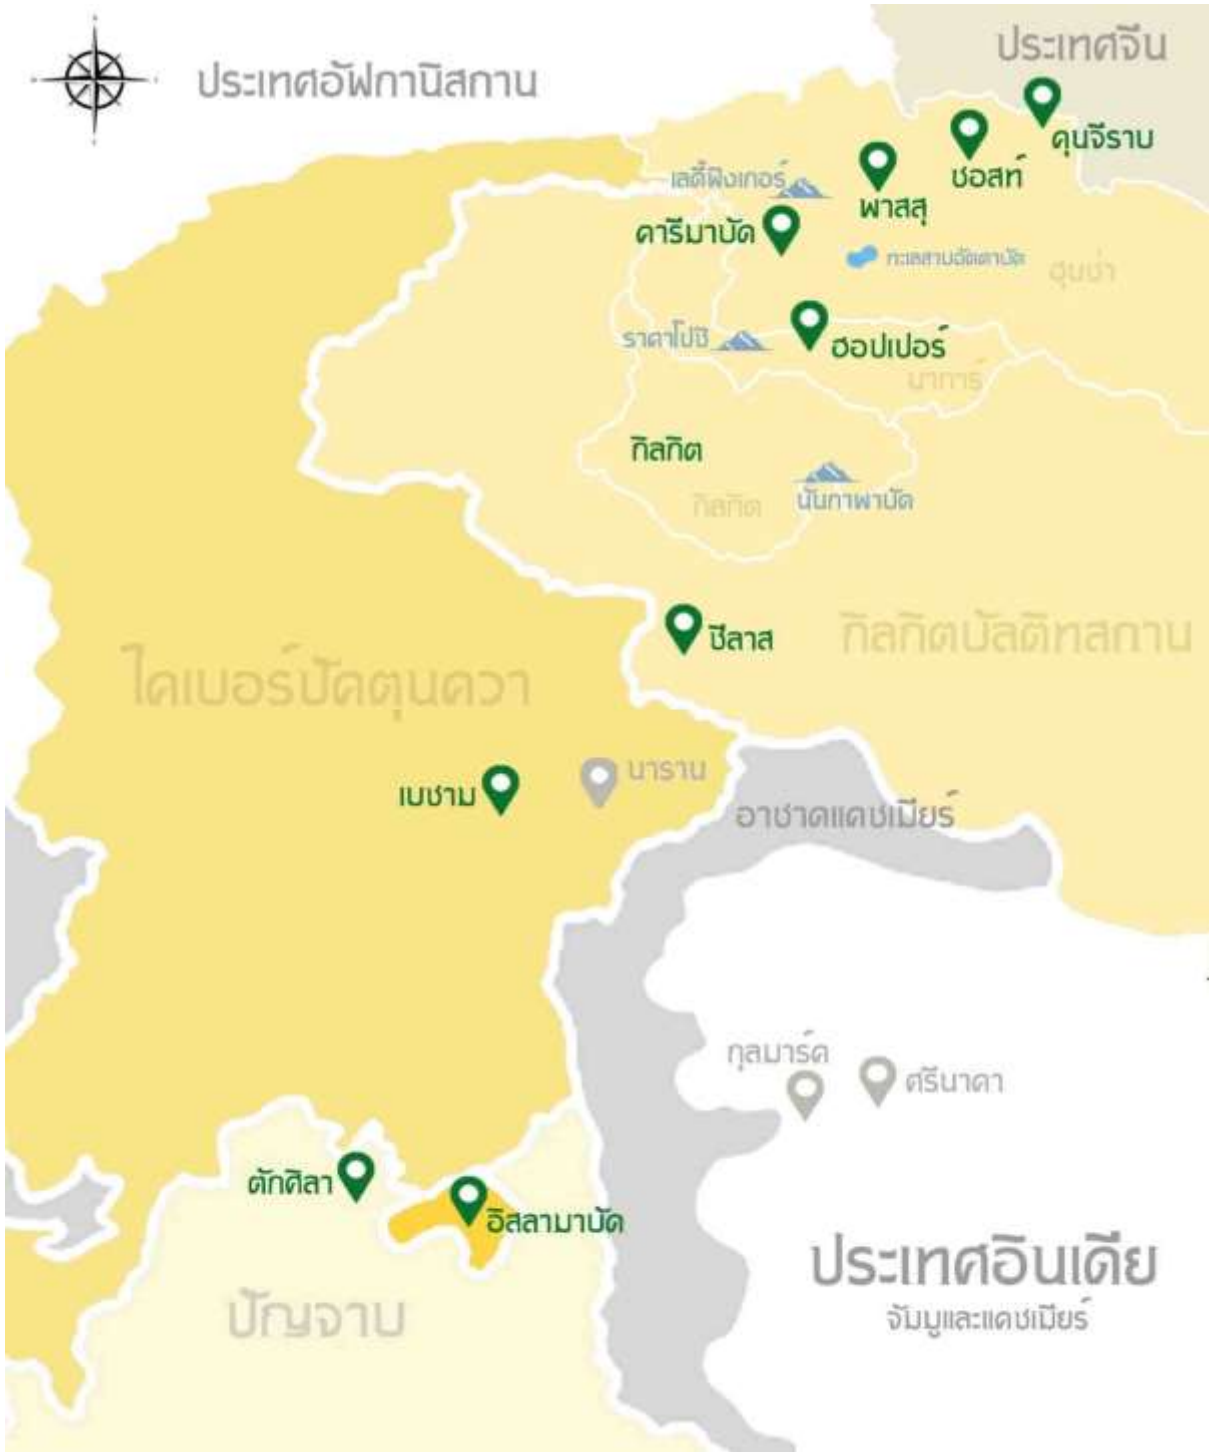 ประเทศจีน
ประเทศอัฟกานิสถาน
คุนจีราบ
ซอสท์
เลดี้ฟิงเกอร์
พาสสุ
คารีมาบัด
ทะเลสาบอัตตาบัด
ฮุนซ่า
ราคาโปชิ
ฮอปเปอร์
นาการ์
กิลกิต
นันกาพาบัด
กิลกิต
ชีลาส
กิลกิตบัลติทสถาน
ไคเบอร์ปัคตุนควา
นาราน
เบชาม
อาซาดแคชเมียร์
กุลมาร์ค
ศรีนาคา
ตักศิลา
อิสลามาบัด
ประเทศอินเดีย
ปัญจาบ
จัมมูและแคชเมียร์